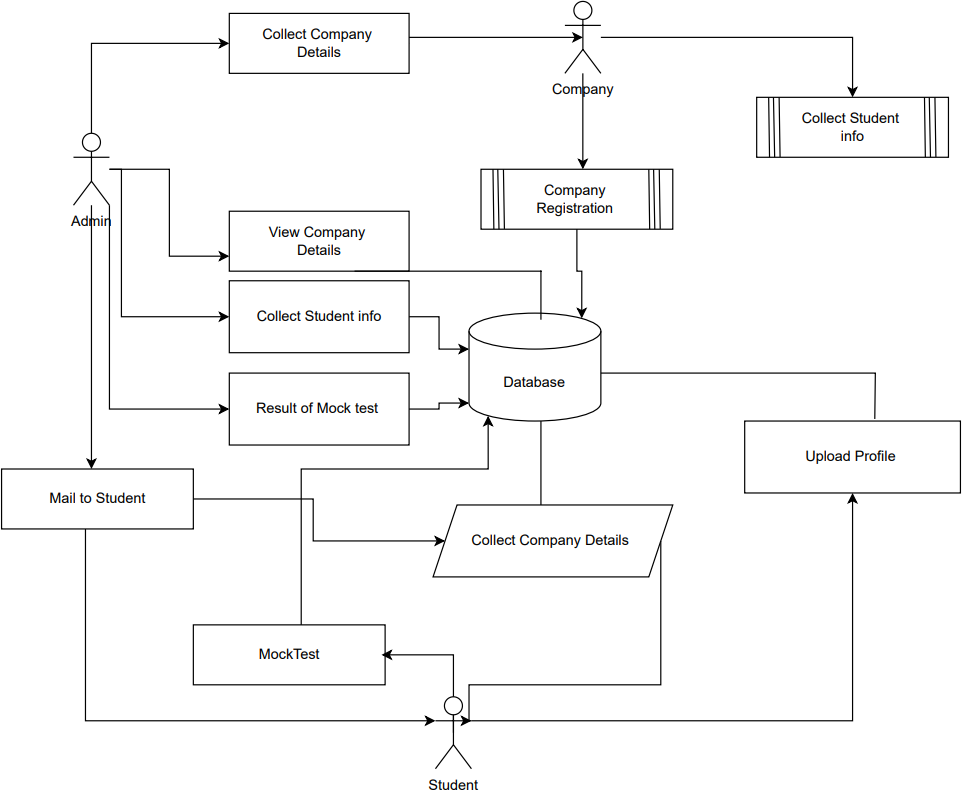 Collect Company
Details
Company
Collect Student
info
Admin
Company
Registration
View Company
Details
Collect Student info
Database
Result of Mock test
Upload Profile
Mail to Student
Collect Company Details
MockTest
Student